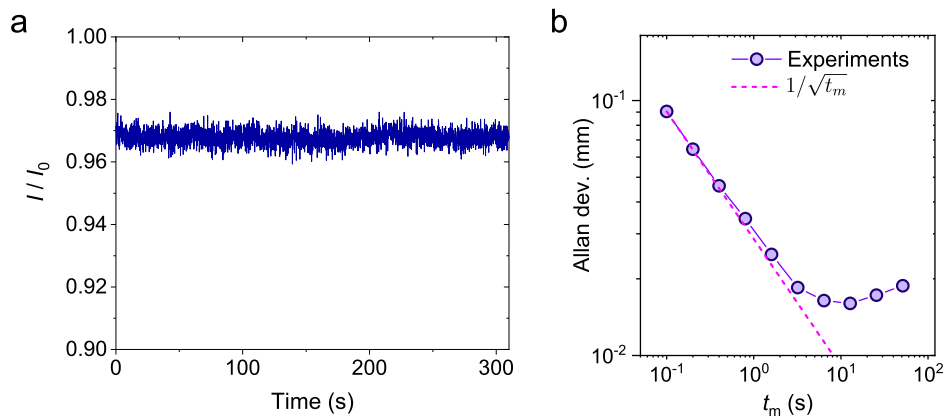 a
1.00
0.98
0.96
0.94
0.92
0.90
I / I₀
0 100 200 300
Time (s)
b
Experiments
1/√tₘ
10⁻¹
10⁻²
Allan dev. (mm)
10⁻¹ 10⁰ 10¹ 10²
tₘ (s)